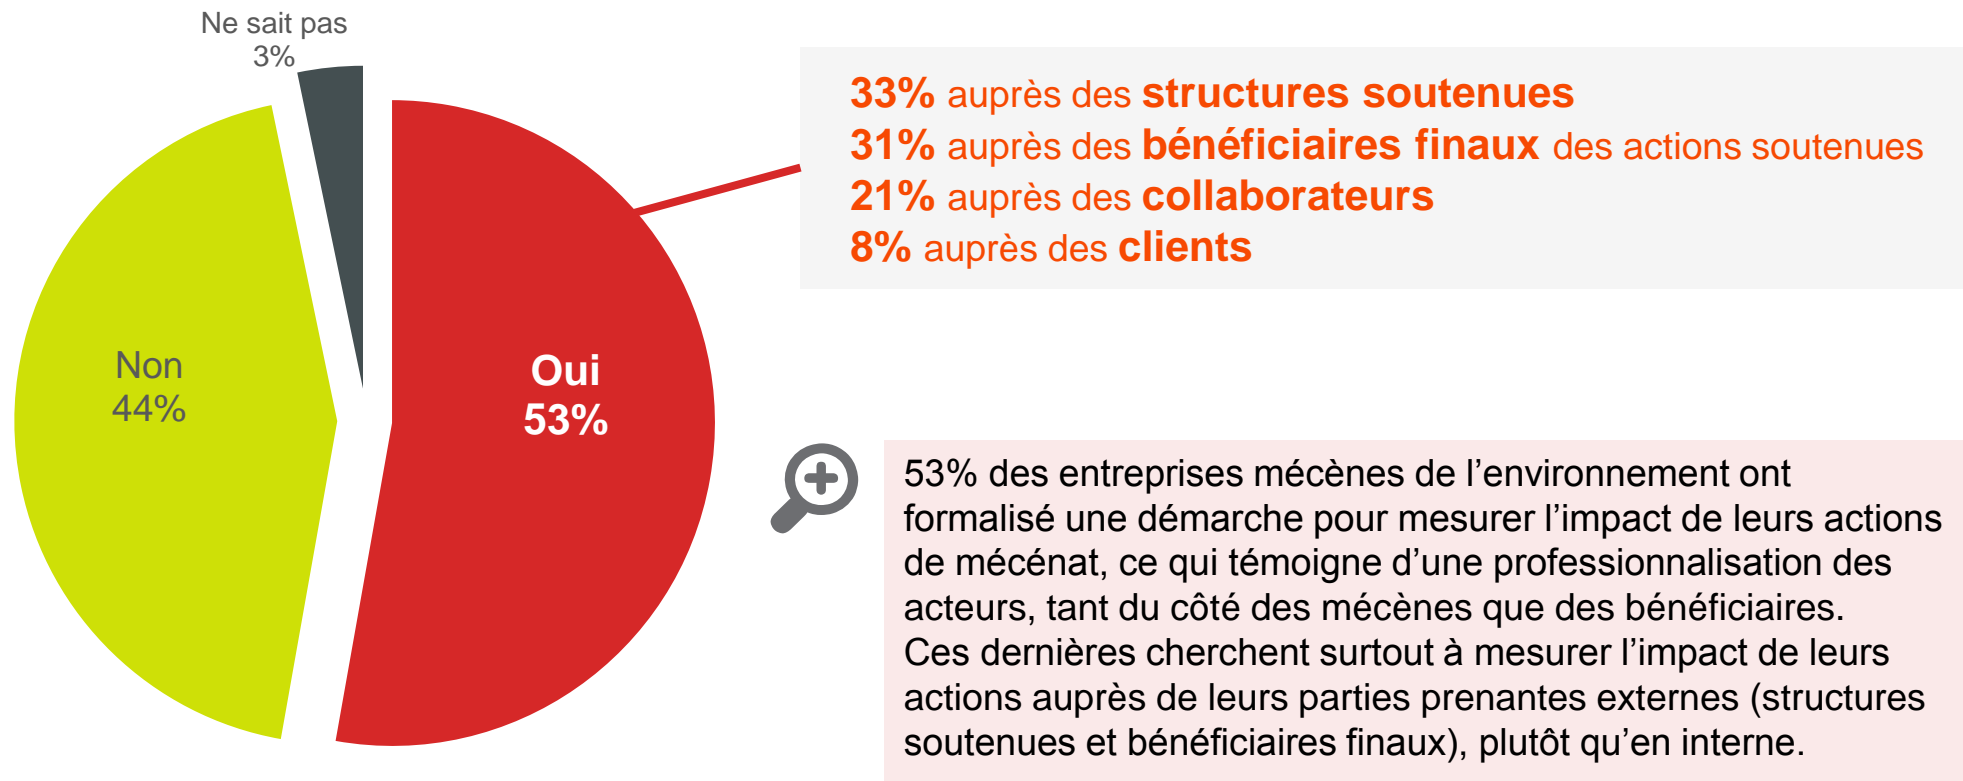 Ne sait pas
3%
33% auprès des structures soutenues
31% auprès des bénéficiaires finaux des actions soutenues
21% auprès des collaborateurs
8% auprès des clients
Non
44%
Oui
53%
53% des entreprises mécènes de l’environnement ont
formalisé une démarche pour mesurer l’impact de leurs actions
de mécénat, ce qui témoigne d’une professionnalisation des
acteurs, tant du côté des mécènes que des bénéficiaires.
Ces dernières cherchent surtout à mesurer l’impact de leurs
actions auprès de leurs parties prenantes externes (structures
soutenues et bénéficiaires finaux), plutôt qu’en interne.